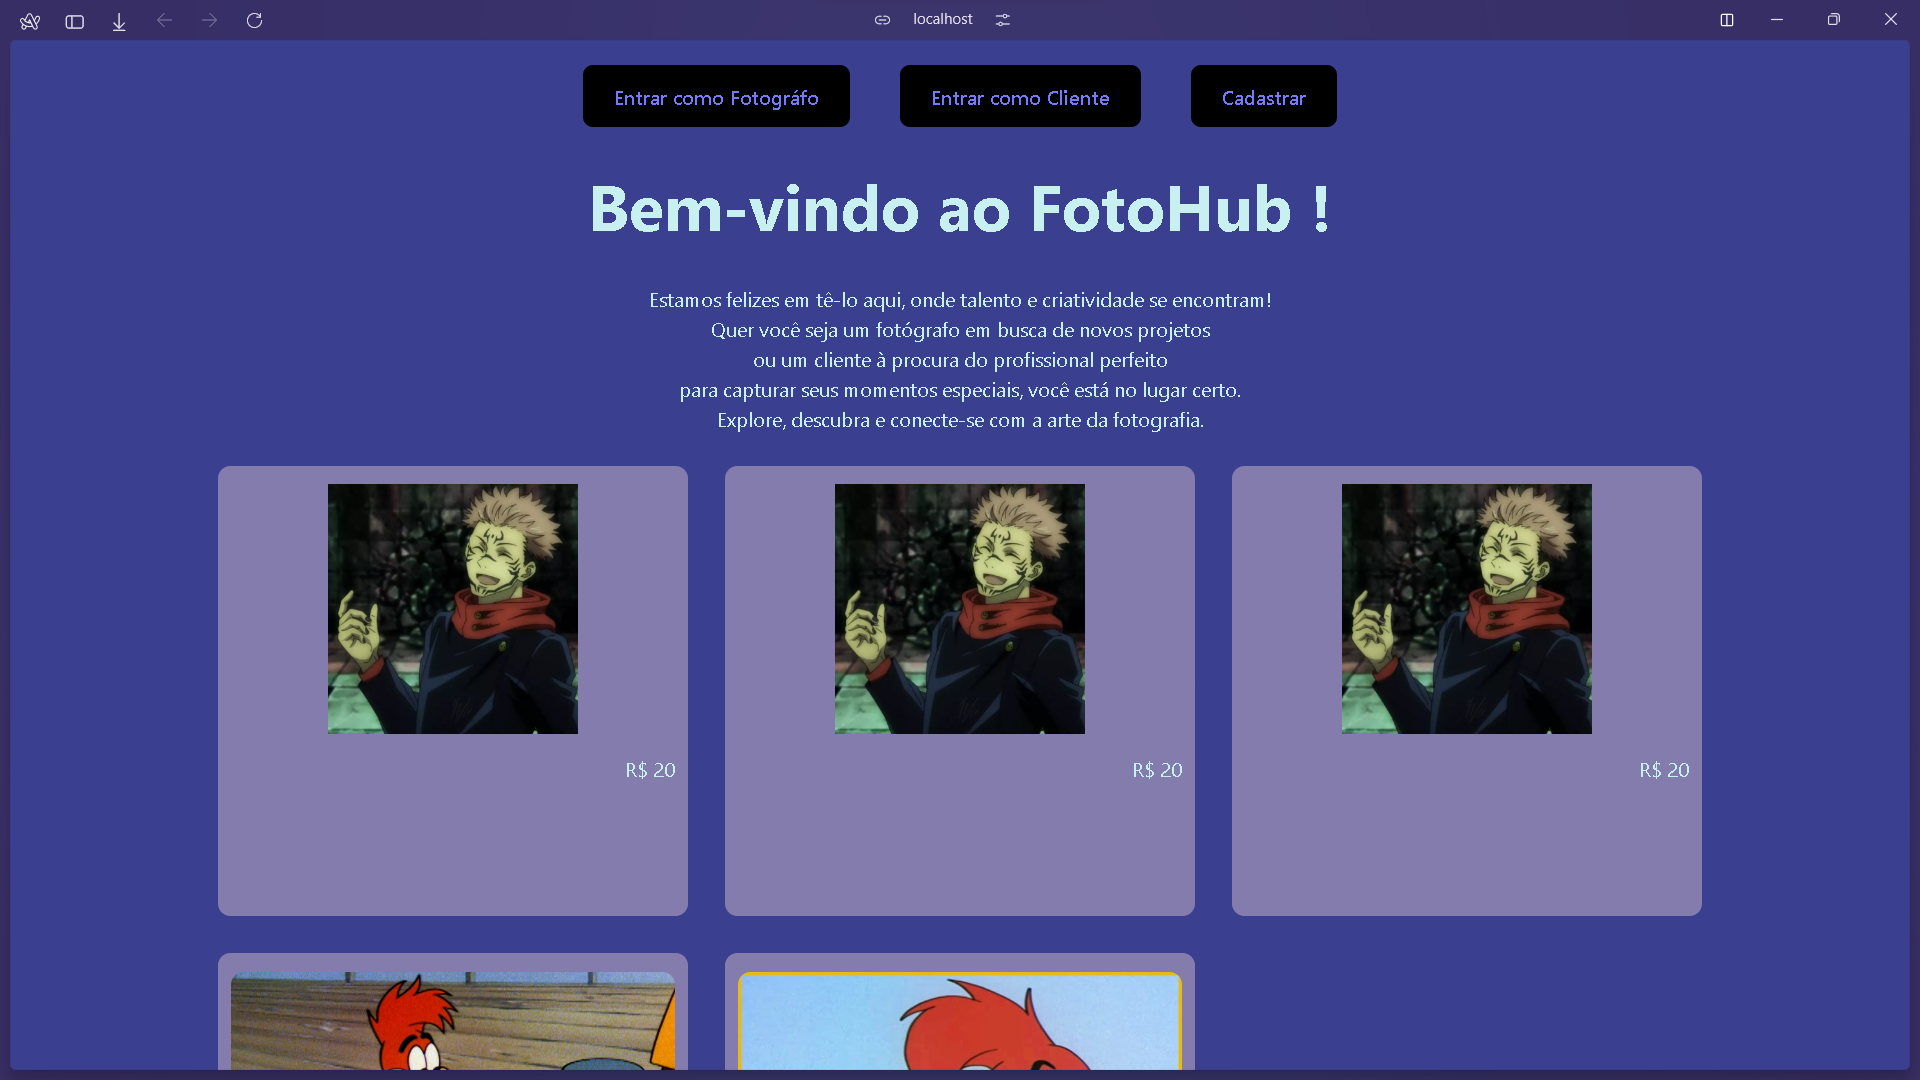 localhost
Entrar como Fotográfo
Entrar como Cliente
Cadastrar
Bem-vindo ao FotoHub !
Estamos felizes em tê-lo aqui, onde talento e criatividade se encontram!
Quer você seja um fotógrafo em busca de novos projetos
ou um cliente à procura do profissional perfeito
para capturar seus momentos especiais, você está no lugar certo.
Explore, descubra e conecte-se com a arte da fotografia.
R$ 20
R$ 20
R$ 20